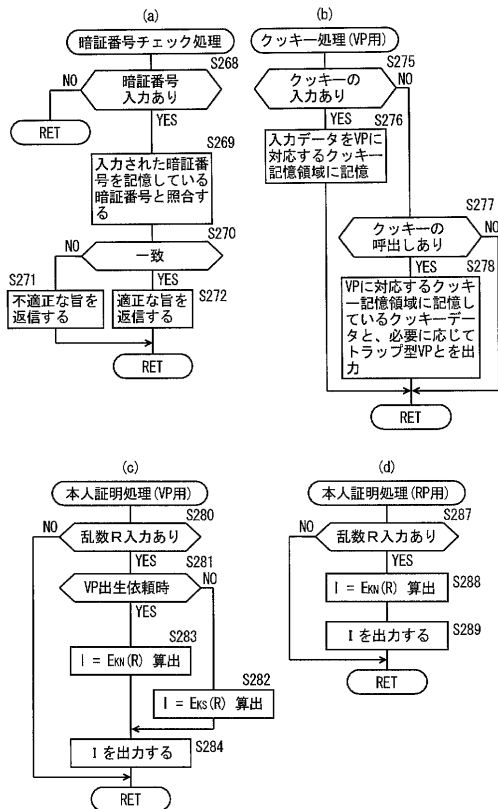 (a)
暗証番号チェック処理
S268
NO
暗証番号
入力あり
YES
RET
S269
入力された暗証番
号を記憶している
暗証番号と照合す
る
S270
NO
一致
S271
YES
S272
不適正な旨を
返信する
適正な旨を
返信する
RET
(b)
クッキー処理(VP用)
S275
クッキーの
入力あり
NO
YES
S276
入力データをVPに
対応するクッキー
記憶領域に記憶
S277
クッキーの
呼出しあり
NO
YES
S278
VPに対応するクッキ
ー記憶領域に記憶し
ているクッキーデー
タと、必要に応じて
トラップ型VPとを出
力
RET
(c)
本人証明処理(VP用)
S280
NO
乱数R入力あり
YES
S281
VP出生依頼時
NO
YES
S283
I = EKN(R) 算出
S282
I = EKS(R) 算出
I を出力する
S284
RET
(d)
本人証明処理(RP用)
S287
NO
乱数R入力あり
YES
S288
I = EKN(R) 算出
S289
I を出力する
RET